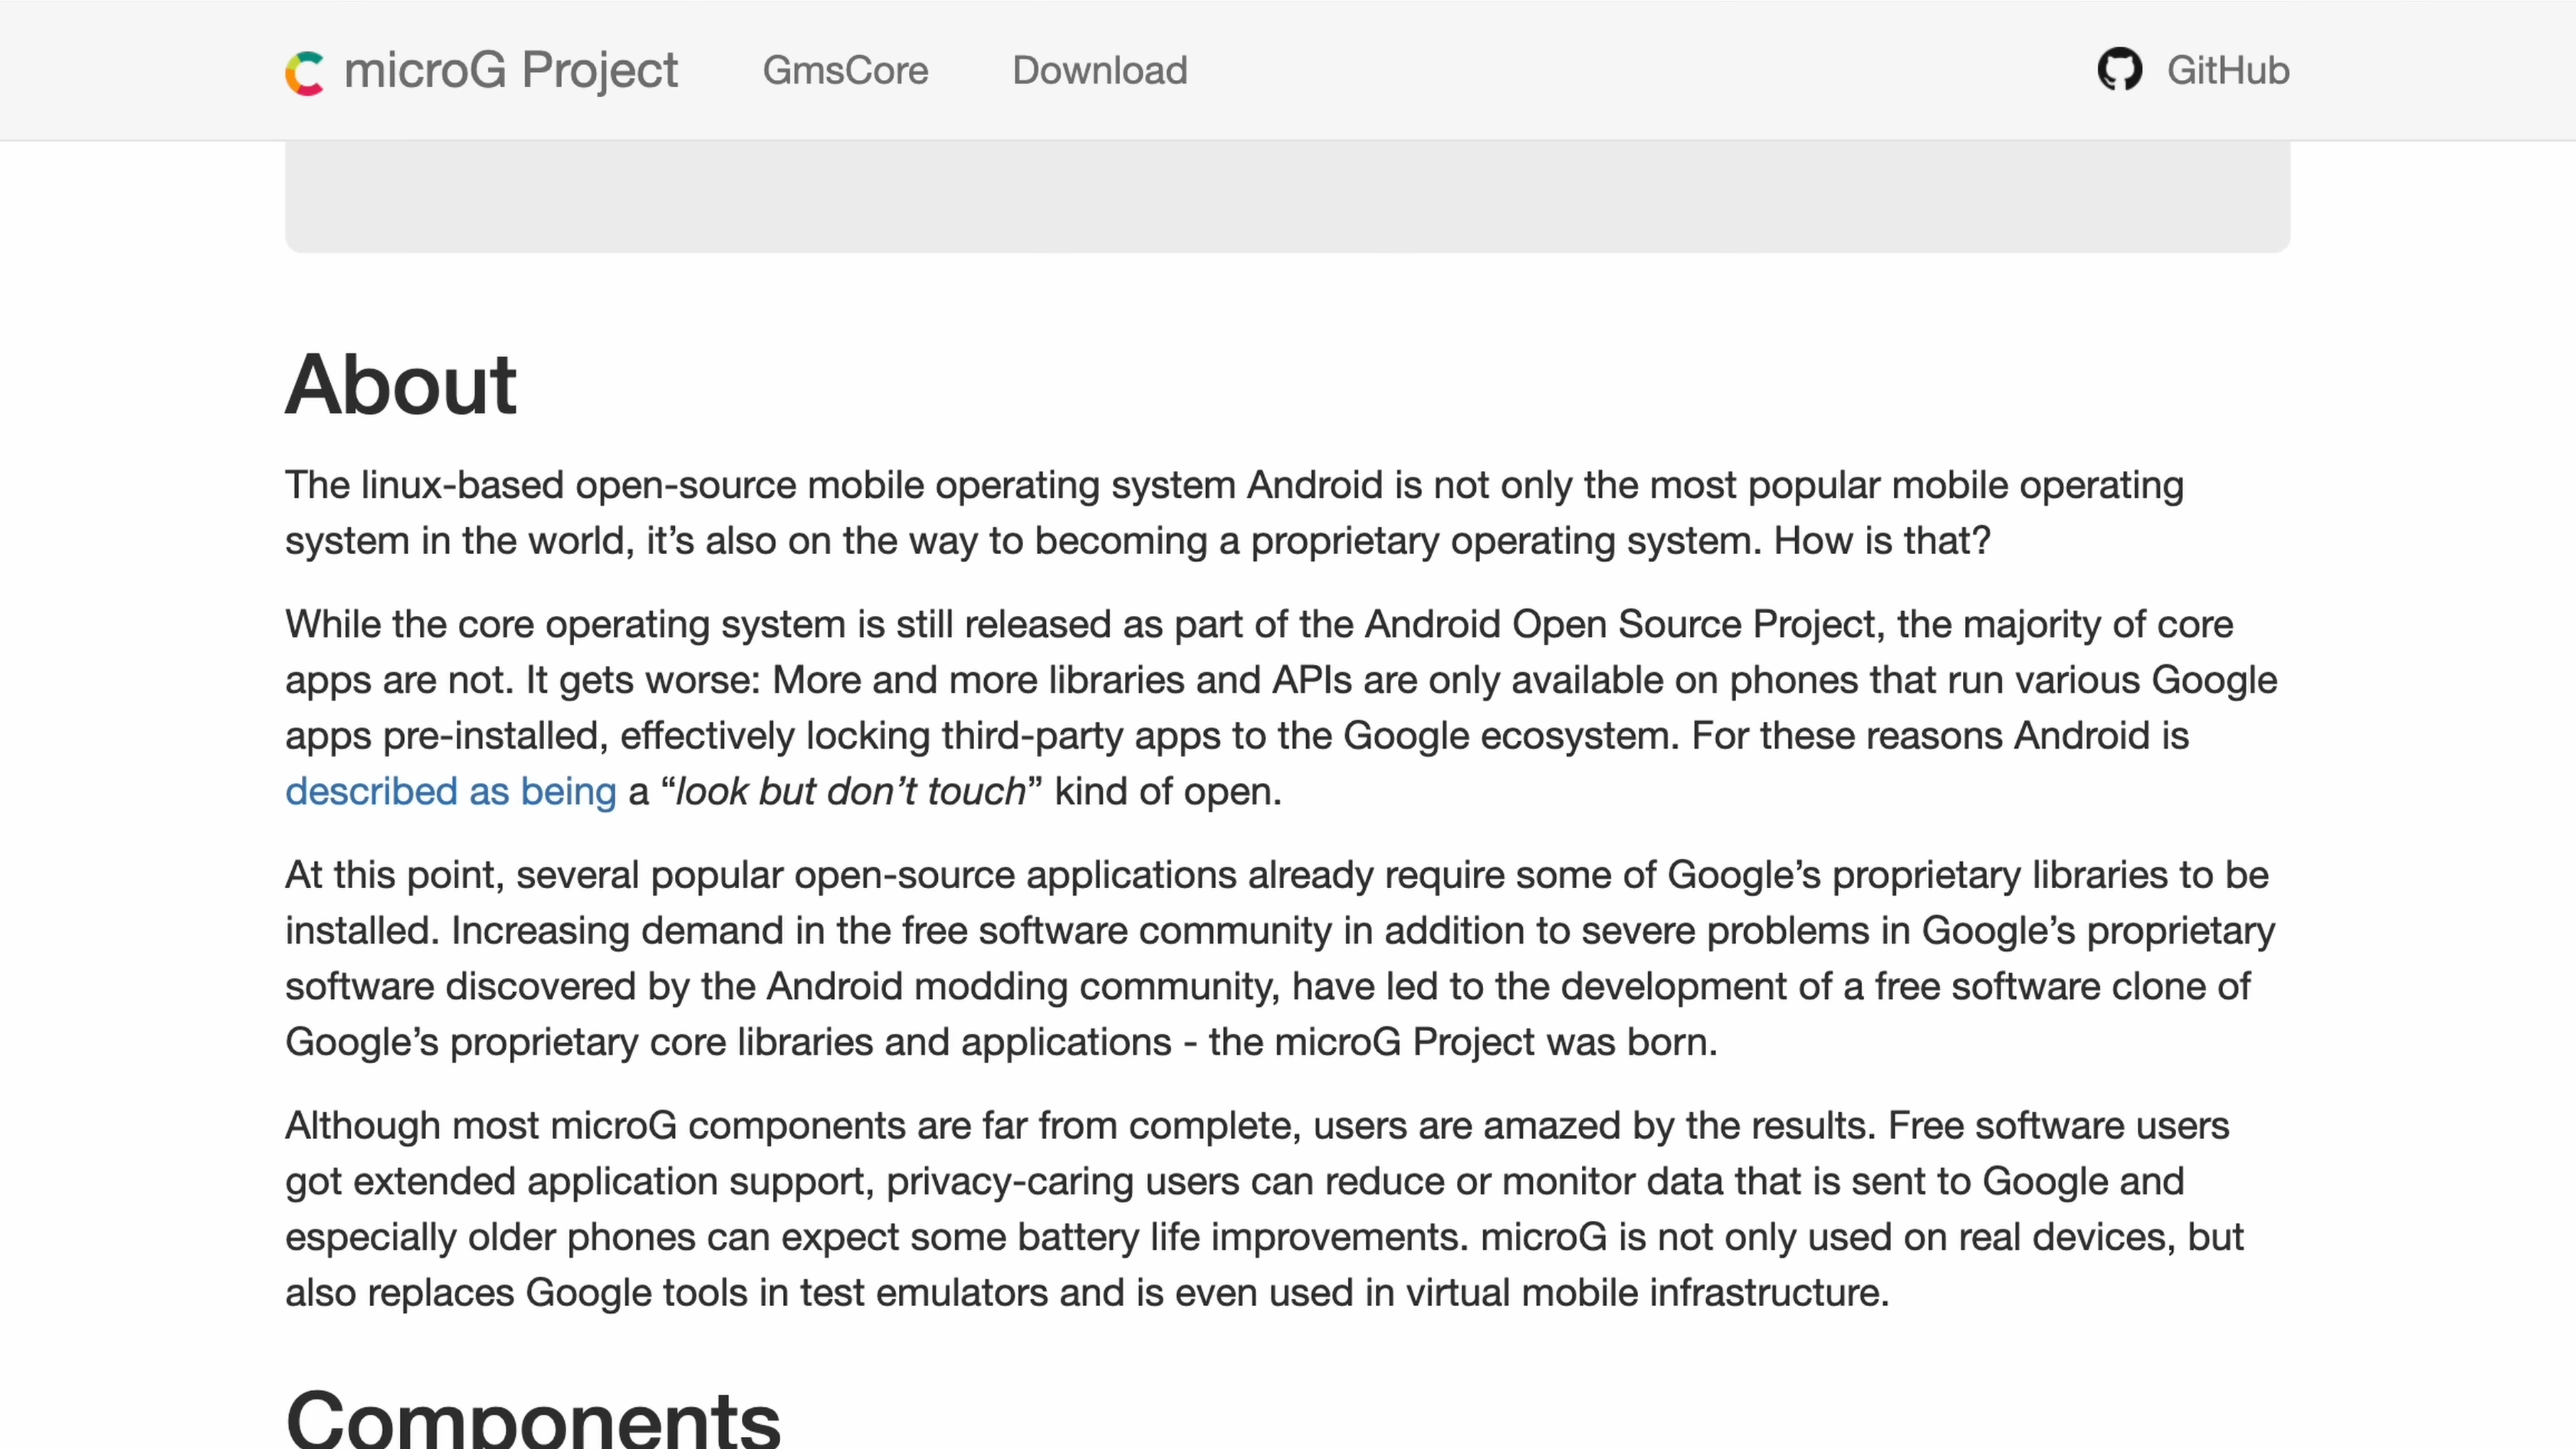 microG Project GmsCore Download GitHub
About
The linux-based open-source mobile operating system Android is not only the most popular mobile operating
system in the world, it’s also on the way to becoming a proprietary operating system. How is that?
While the core operating system is still released as part of the Android Open Source Project, the majority of core
apps are not. It gets worse: More and more libraries and APIs are only available on phones that run various Google
apps pre-installed, effectively locking third-party apps to the Google ecosystem. For these reasons Android is
described as being a “look but don’t touch” kind of open.
At this point, several popular open-source applications already require some of Google’s proprietary libraries to be
installed. Increasing demand in the free software community in addition to severe problems in Google’s proprietary
software discovered by the Android modding community, have led to the development of a free software clone of
Google’s proprietary core libraries and applications - the microG Project was born.
Although most microG components are far from complete, users are amazed by the results. Free software users
got extended application support, privacy-caring users can reduce or monitor data that is sent to Google and
especially older phones can expect some battery life improvements. microG is not only used on real devices, but
also replaces Google tools in test emulators and is even used in virtual mobile infrastructure.
Components